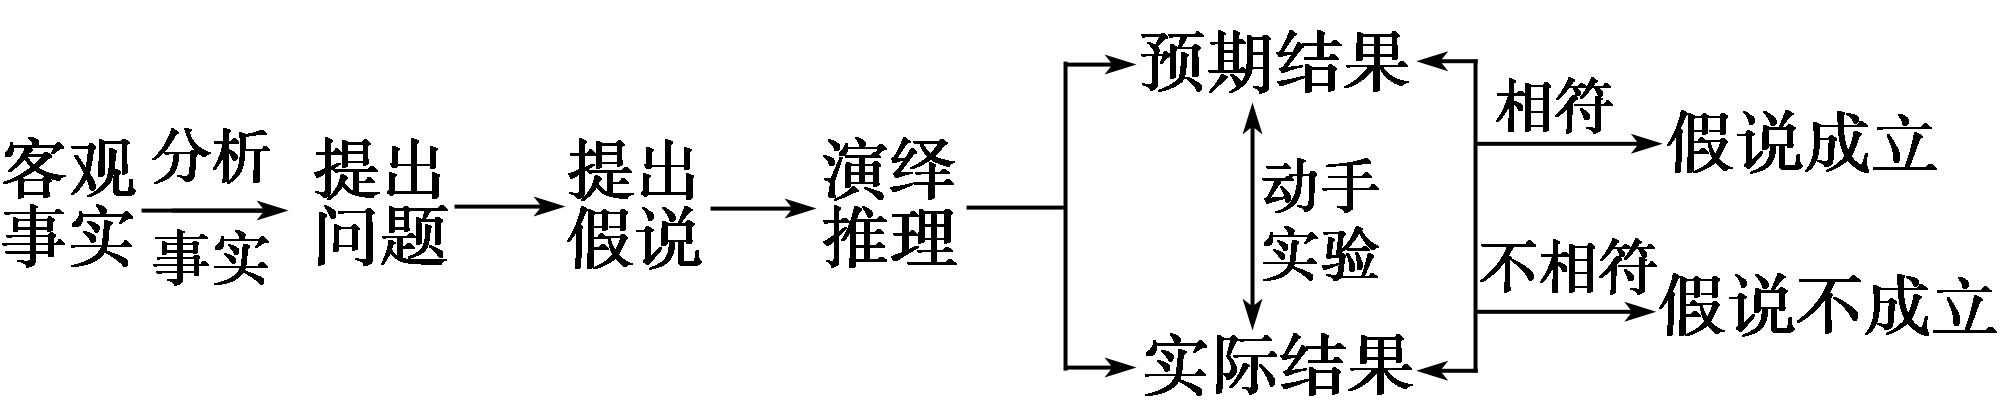 客观
事实
分析
事实
提出
问题
提出
假说
演绎
推理
预期结果
动手
实验
实际结果
相符
假说成立
不相符
假说不成立